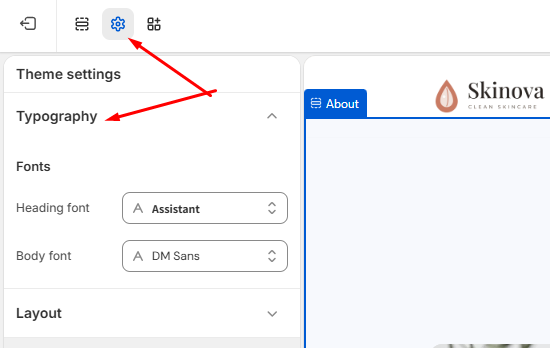 Theme settings
Typography
Fonts
Heading font
A Assistant
Body font
A DM Sans
Layout
About
Skinova
CLEAN SKINCARE